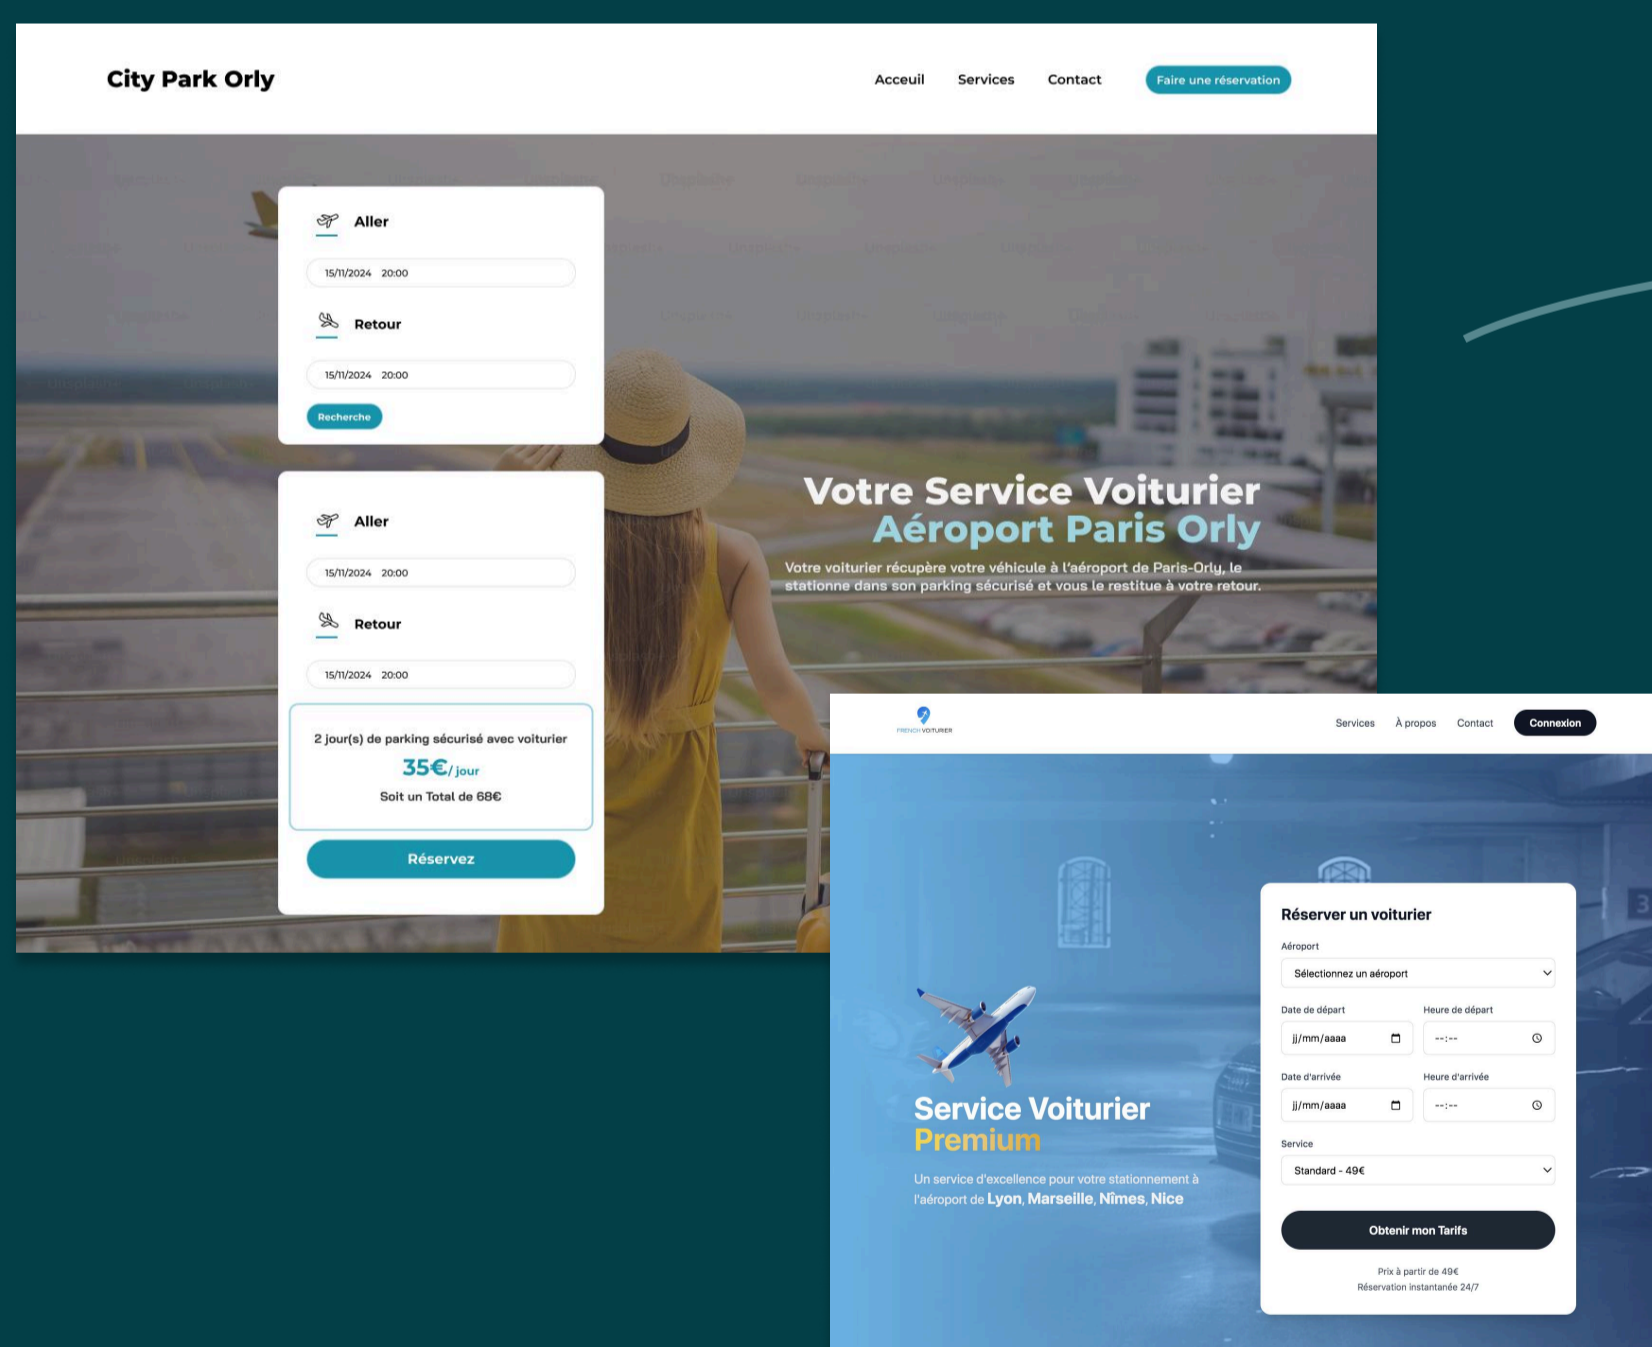 City Park Orly
Acceuil Services Contact Faire une réservation
Aller
15/11/2024 20:00
Retour
15/11/2024 20:00
Recherche
Aller
15/11/2024 20:00
Retour
15/11/2024 20:00
2 jour(s) de parking sécurisé avec voiturier
35€/ jour
Soit un Total de 68€
Réservez
Votre Service Voiturier
Aéroport Paris Orly
Votre voiturier récupère votre véhicule à l'aéroport de Paris-Orly, le
stationne dans son parking sécurisé et vous le restitue à votre retour.
FRENCH VOITURIER
Services À propos Contact Connexion
Service Voiturier
Premium
Un service d'excellence pour votre stationnement à
l'aéroport de Lyon, Marseille, Nîmes, Nice
Réserver un voiturier
Aéroport
Sélectionnez un aéroport
Date de départ Heure de départ
jj/mm/aaaa --:--
Date d'arrivée Heure d'arrivée
jj/mm/aaaa --:--
Service
Standard - 49€
Obtenir mon Tarifs
Prix à partir de 49€
Réservation instantanée 24/7
3